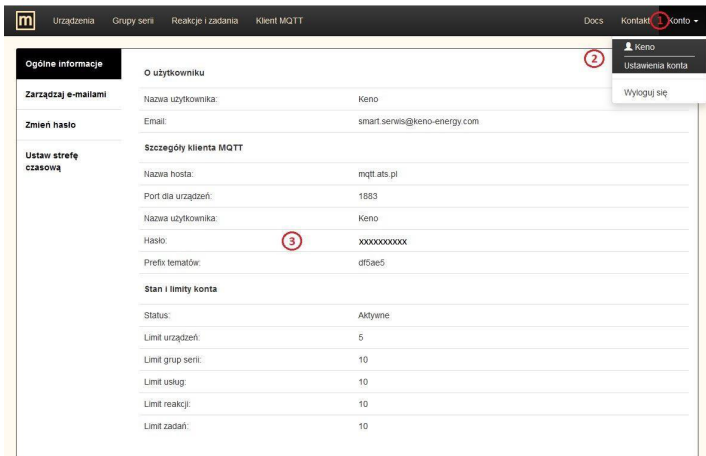 m Urządzenia Grupy serii Reakcje i zadania Klient MQTT Docs Kontakt 1 Konto
2 Keno
Ustawienia konta
Wyloguj się
Ogólne informacje
Zarządzaj e-mailami
Zmień hasło
Ustaw strefę
czasową
O użytkowniku
Nazwa użytkownika: Keno
Email: smart.serwis@keno-energy.com
Szczegóły klienta MQTT
Nazwa hosta: mqtt.ats.pl
Port dla urządzeń: 1883
Nazwa użytkownika: Keno
Hasło: 3 xxxxxxxxxx
Prefix tematów: df5ae5
Stan i limity konta
Status: Aktywne
Limit urządzeń: 5
Limit grup serii: 10
Limit usług: 10
Limit reakcji: 10
Limit zadań: 10